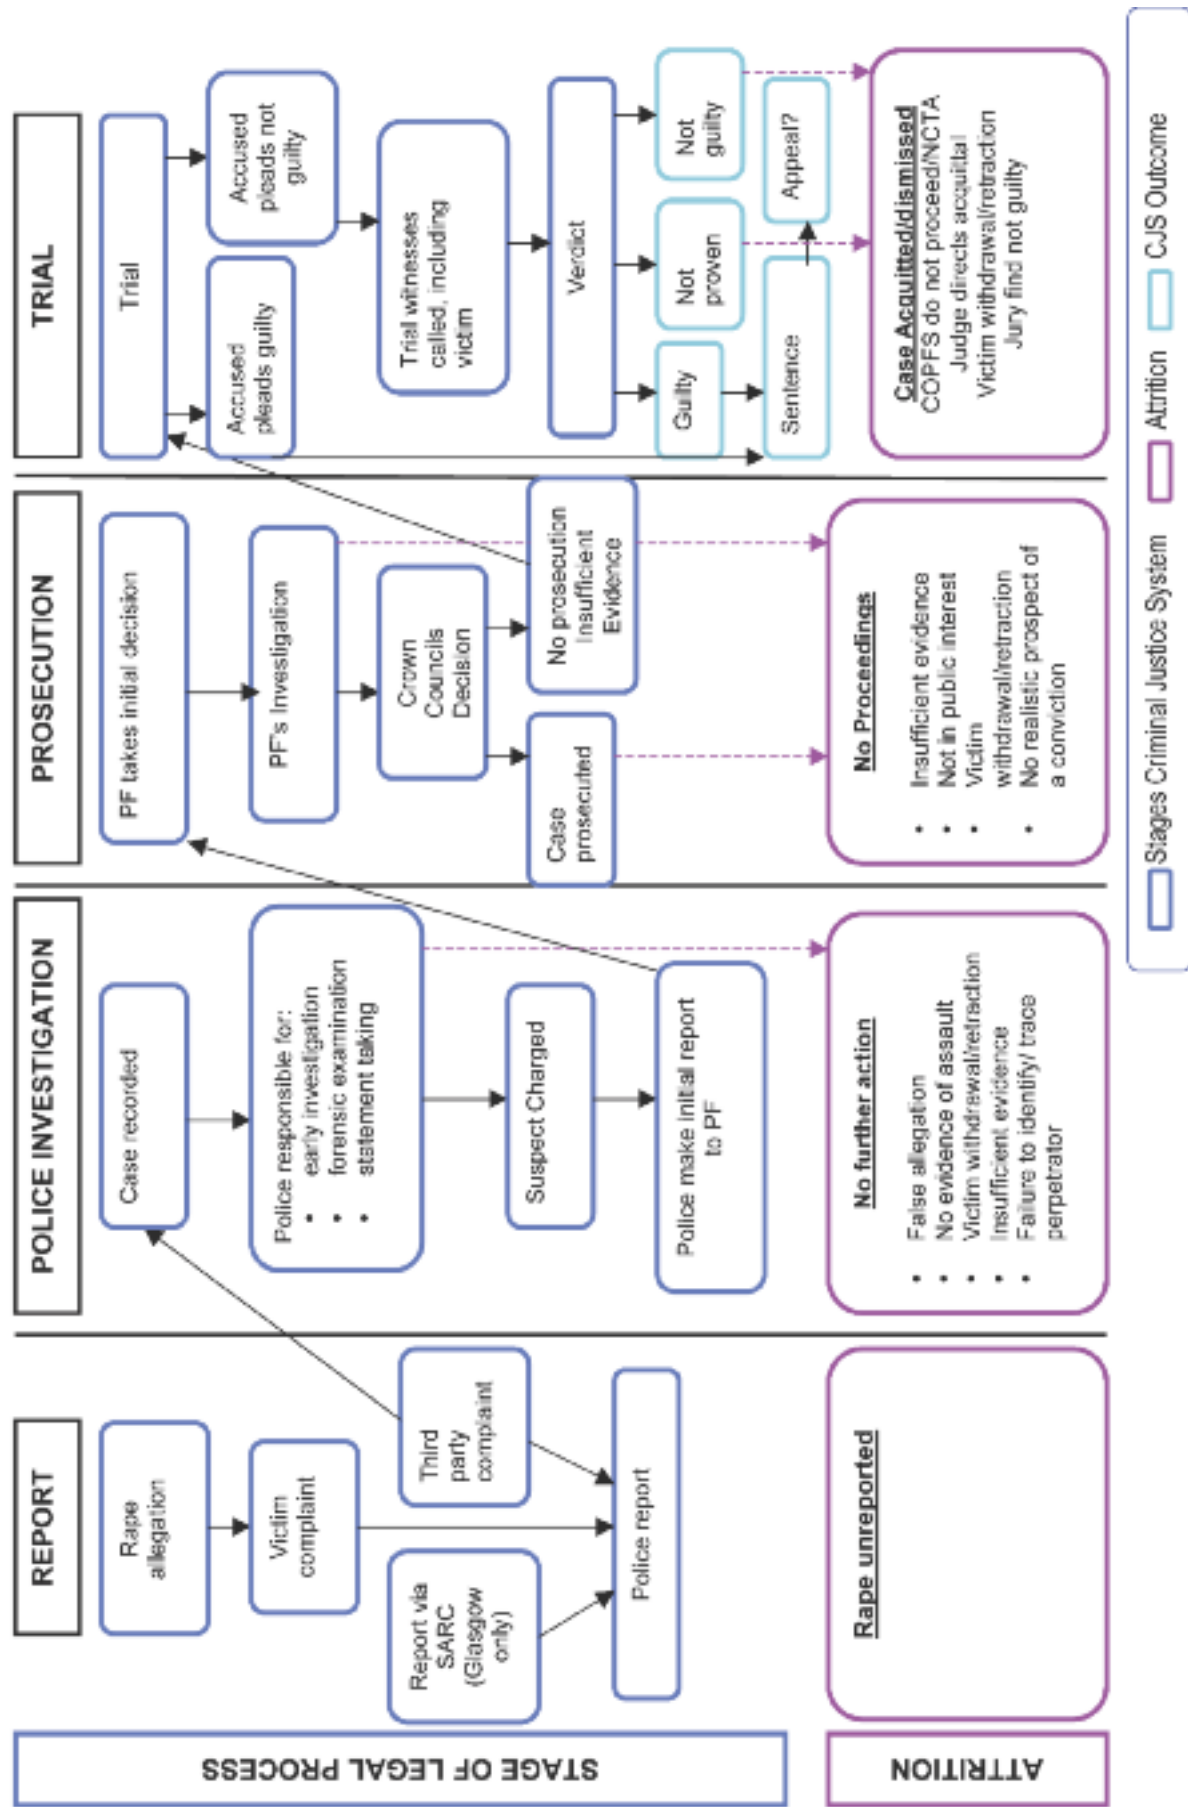 REPORT
POLICE INVESTIGATION
PROSECUTION
TRIAL
STAGE OF LEGAL PROCESS
Rape
allegation
Victim
complaint
Report via
SARC
(Glasgow
only)
Third
party
complaint
Police report
Case recorded
Police responsible for:
• early investigation
• forensic examination
• statement taking
Suspect Charged
Police make initial report
to PF
PF takes initial decision
PF's Investigation
Crown
Councils
Decision
Case
prosecuted
No prosecution
Insufficient
Evidence
Trial
Accused
pleads guilty
Accused
pleads not
guilty
Trial witnesses
called, including
victim
Verdict
Guilty
Not
proven
Not
guilty
Sentence
Appeal?
ATTRITION
Rape unreported
No further action
• False allegation
• No evidence of assault
• Victim withdrawal/retraction
• Insufficient evidence
• Failure to identify/ trace
perpetrator
No Proceedings
• Insufficient evidence
• Not in public interest
• Victim
withdrawal/retraction
• No realistic prospect of
a conviction
Case Acquitted/dismissed
COPFS do not proceed/NCTA
Judge directs acquittal
Victim withdrawal/retraction
Jury find not guilty
Stages Criminal Justice System
Attrition
CJS Outcome